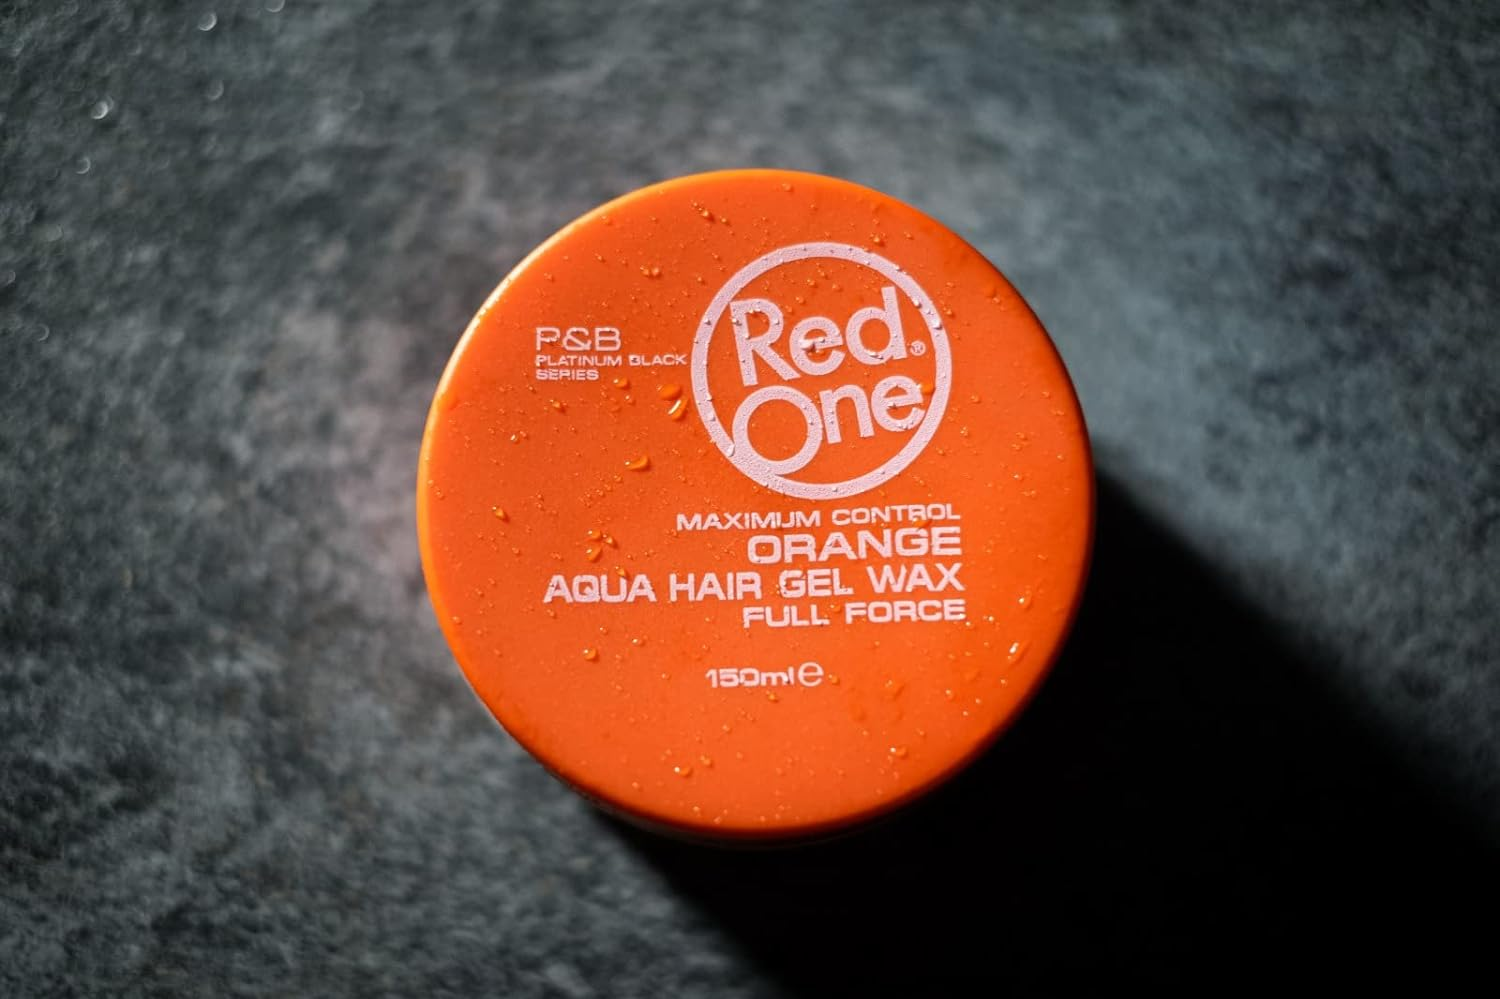 P&B
PLATINUM BLACK
SERIES
Red®
One
MAXIMUM CONTROL
ORANGE
AQUA HAIR GEL WAX
FULL FORCE
150ml e